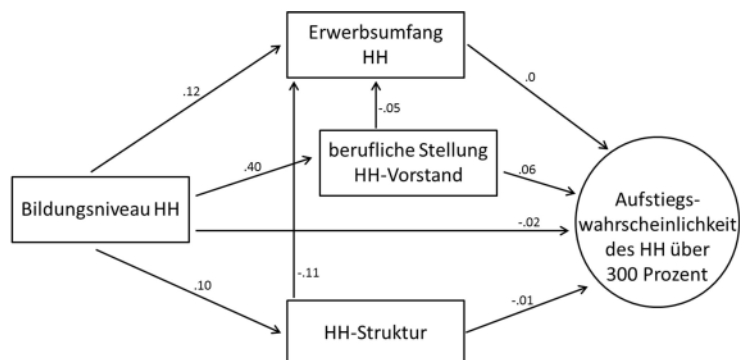 Erwerbsumfang
HH
.12
.0
-.05
berufliche Stellung
HH-Vorstand
.40
.06
Bildungsniveau HH
-.02
Aufstiegs-
wahrscheinlichkeit
des HH über
300 Prozent
.10
-.11
-.01
HH-Struktur